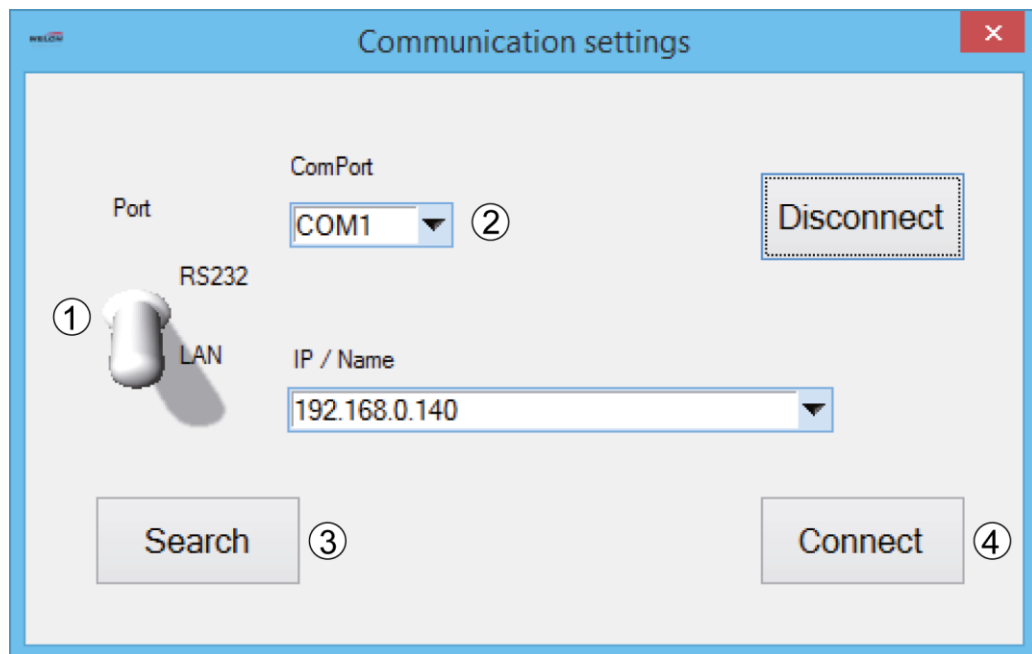 Communication settings
ComPort
Port
COM1
②
Disconnect
RS232
①
LAN
IP / Name
192.168.0.140
Search
③
Connect
④